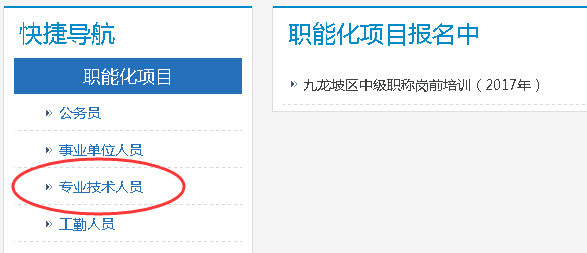 快捷导航
职能化项目
公务员
事业单位人员
专业技术人员
工勤人员
职能化项目报名中
九龙坡区中级职称岗前培训（2017年）